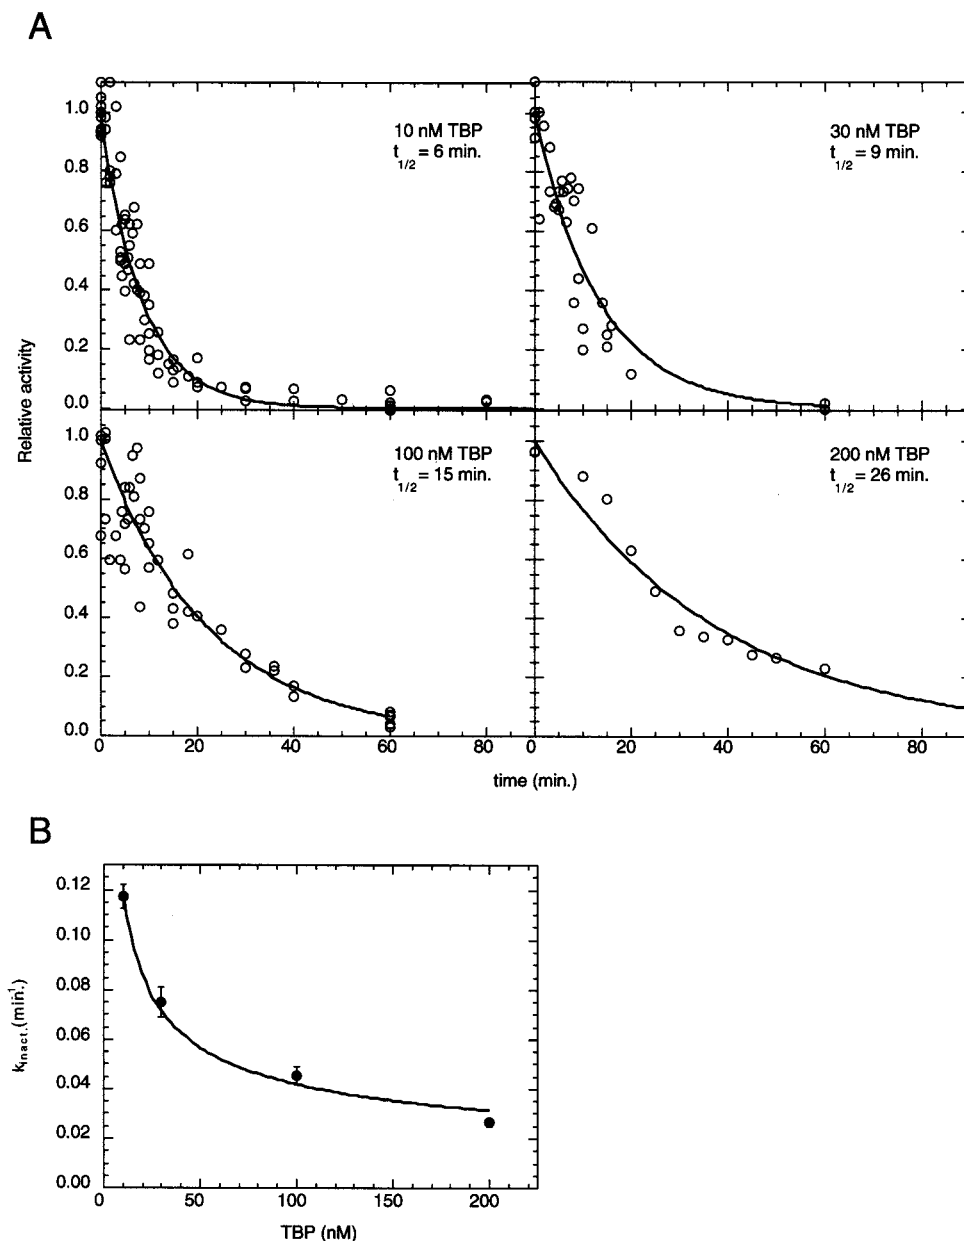 A
10 nM TBP
t1/2 = 6 min.
30 nM TBP
t1/2 = 9 min.
1.0
0.8
0.6
0.4
0.2
0.0
100 nM TBP
t1/2 = 15 min.
200 nM TBP
t1/2 = 26 min.
1.0
0.8
0.6
0.4
0.2
0.0
Relative activity
0 20 40 60 80 0 20 40 60
time (min.)
B
0.12
0.10
0.08
0.06
0.04
0.02
0.00
kinact. (min-1.)
0 50 100 150 200
TBP (nM)